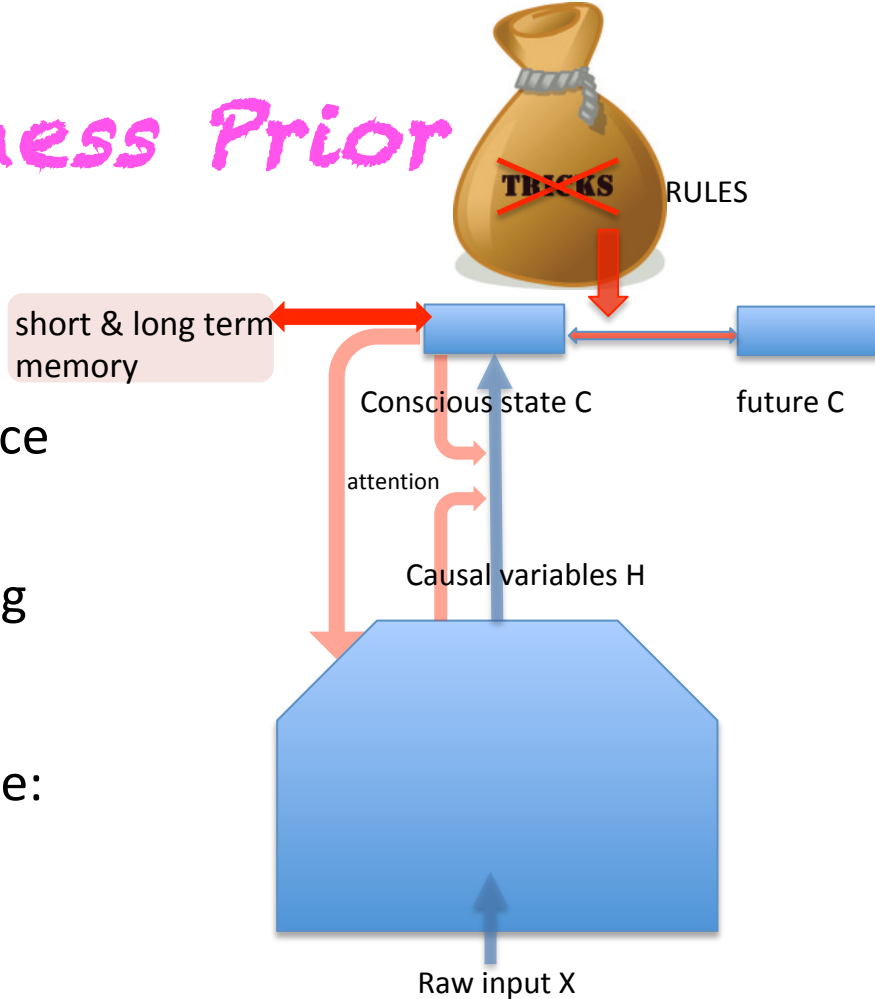 ness Prior
TRICKS
RULES
short & long term
memory
Conscious state C
future C
ce
attention
g
Causal variables H
e:
Raw input X